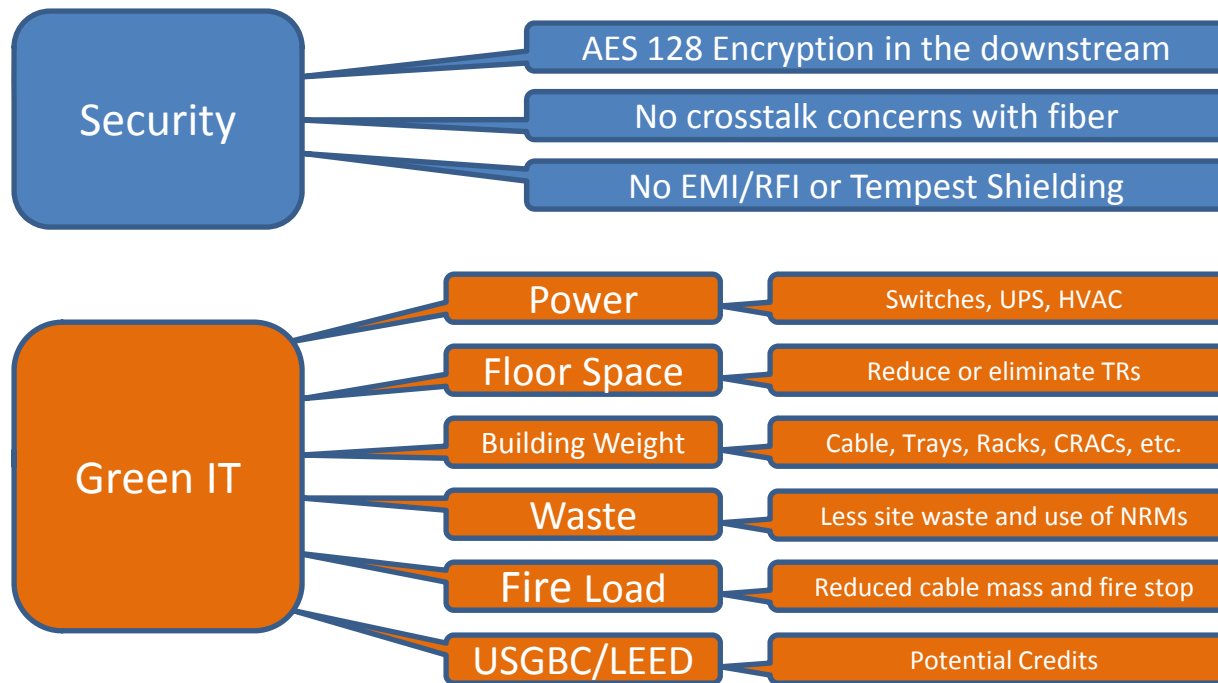 Security
AES 128 Encryption in the downstream
No crosstalk concerns with fiber
No EMI/RFI or Tempest Shielding
Green IT
Power
Switches, UPS, HVAC
Floor Space
Reduce or eliminate TRs
Building Weight
Cable, Trays, Racks, CRACs, etc.
Waste
Less site waste and use of NRMs
Fire Load
Reduced cable mass and fire stop
USGBC/LEED
Potential Credits